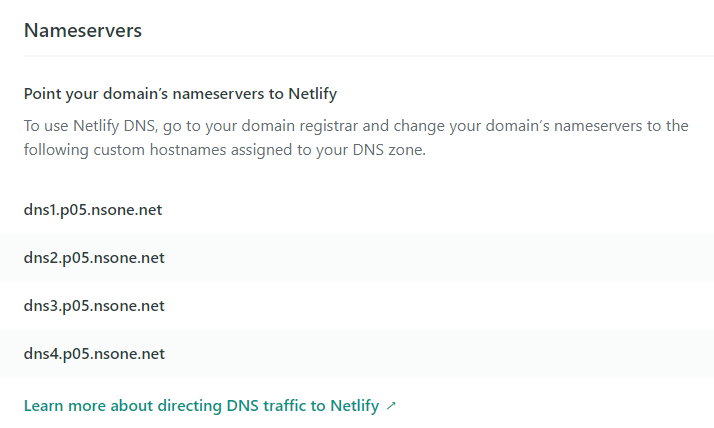 Nameservers
Point your domain’s nameservers to Netlify
To use Netlify DNS, go to your domain registrar and change your domain’s nameservers to the
following custom hostnames assigned to your DNS zone.
dns1.p05.nsone.net
dns2.p05.nsone.net
dns3.p05.nsone.net
dns4.p05.nsone.net
Learn more about directing DNS traffic to Netlify ↗